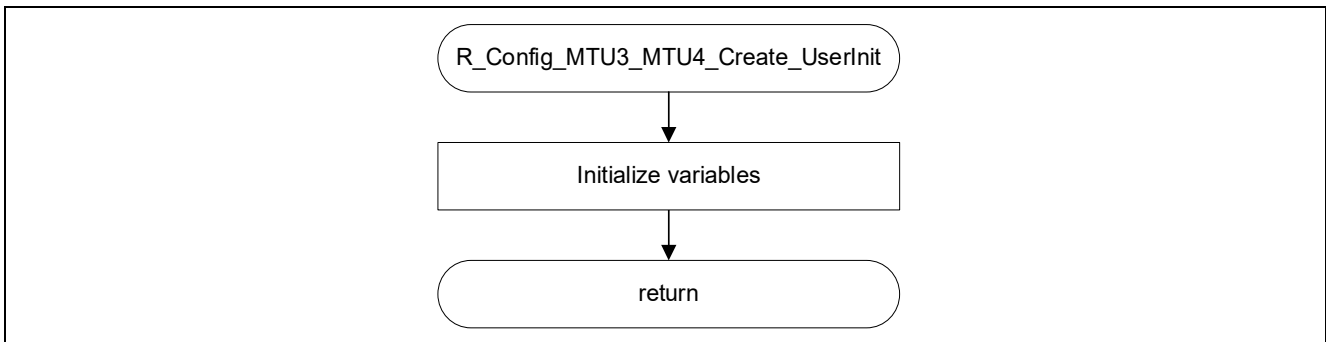 R_Config_MTU3_MTU4_Create_UserInit
Initialize variables
return